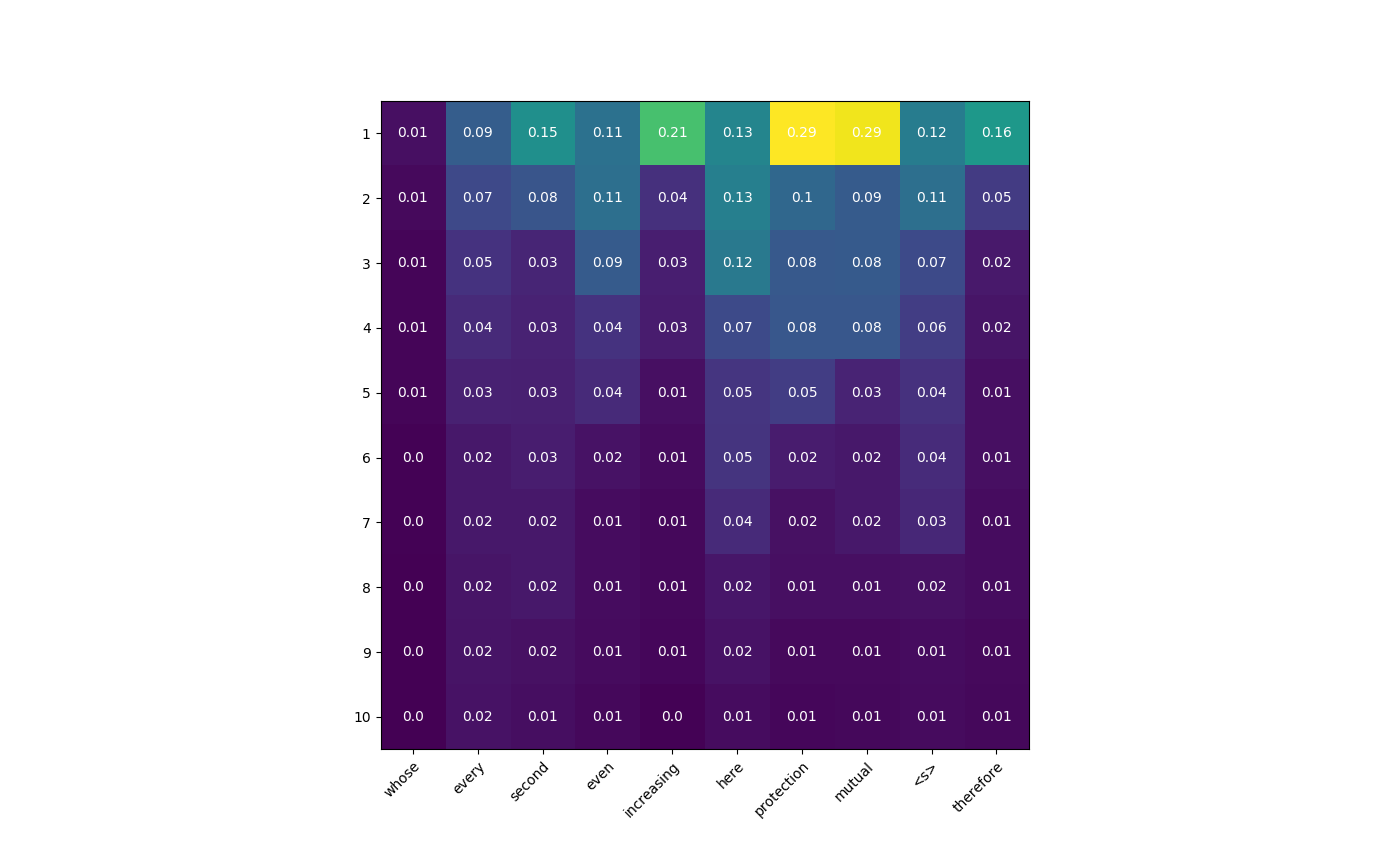 1 0.01 0.09 0.15 0.11 0.21 0.13 0.29 0.29 0.12 0.16
2 0.01 0.07 0.08 0.11 0.04 0.13 0.1 0.09 0.11 0.05
3 0.01 0.05 0.03 0.09 0.03 0.12 0.08 0.08 0.07 0.02
4 0.01 0.04 0.03 0.04 0.03 0.07 0.08 0.08 0.06 0.02
5 0.01 0.03 0.03 0.04 0.01 0.05 0.05 0.03 0.04 0.01
6 0.0 0.02 0.03 0.02 0.01 0.05 0.02 0.02 0.04 0.01
7 0.0 0.02 0.02 0.01 0.01 0.04 0.02 0.02 0.03 0.01
8 0.0 0.02 0.02 0.01 0.01 0.02 0.01 0.01 0.02 0.01
9 0.0 0.02 0.02 0.01 0.01 0.02 0.01 0.01 0.01 0.01
10 0.0 0.02 0.01 0.01 0.0 0.01 0.01 0.01 0.01 0.01
whose every second even increasing here protection mutual <s> therefore